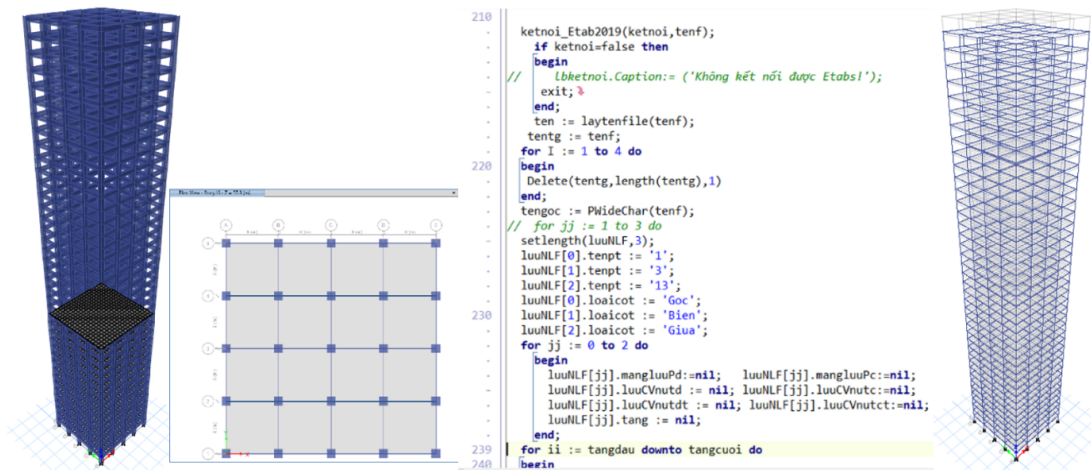 210
ketnoi_Etab2019(ketnoi,tenf);
if ketnoi=false then
begin
// lbketnoi.Caption:= ('Không kết nối được Etabs!');
exit;
end;
ten := laytenfile(tenf);
tentg := tenf;
for I := 1 to 4 do
220
begin
Delete(tentg,length(tentg),1)
end;
tengoc := PWideChar(tenf);
// for jj := 1 to 3 do
setlength(luuNLF,3);
luuNLF[0].tenpt := '1';
luuNLF[1].tenpt := '3';
luuNLF[2].tenpt := '13';
luuNLF[0].loaicot := 'Goc';
230
luuNLF[1].loaicot := 'Bien';
luuNLF[2].loaicot := 'Giua';
for jj := 0 to 2 do
begin
luuNLF[jj].mangluuPd:=nil; luuNLF[jj].mangluuPc:=nil;
luuNLF[jj].luuCVnutd := nil; luuNLF[jj].luuCVnutc:=nil;
luuNLF[jj].luuCVnutdt := nil; luuNLF[jj].luuCVnutct:=nil;
luuNLF[jj].tang := nil;
end;
239
for ii := tangdau downto tangcuoi do
240
begin